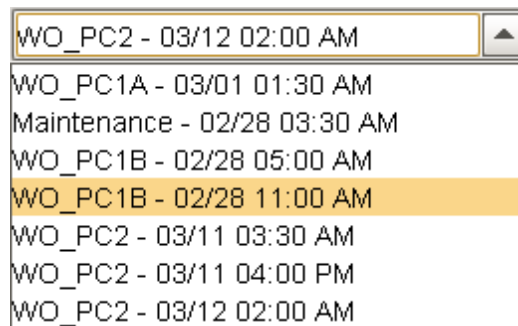 WO_PC2 - 03/12 02:00 AM
WO_PC1A - 03/01 01:30 AM
Maintenance - 02/28 03:30 AM
WO_PC1B - 02/28 05:00 AM
WO_PC1B - 02/28 11:00 AM
WO_PC2 - 03/11 03:30 AM
WO_PC2 - 03/11 04:00 PM
WO_PC2 - 03/12 02:00 AM